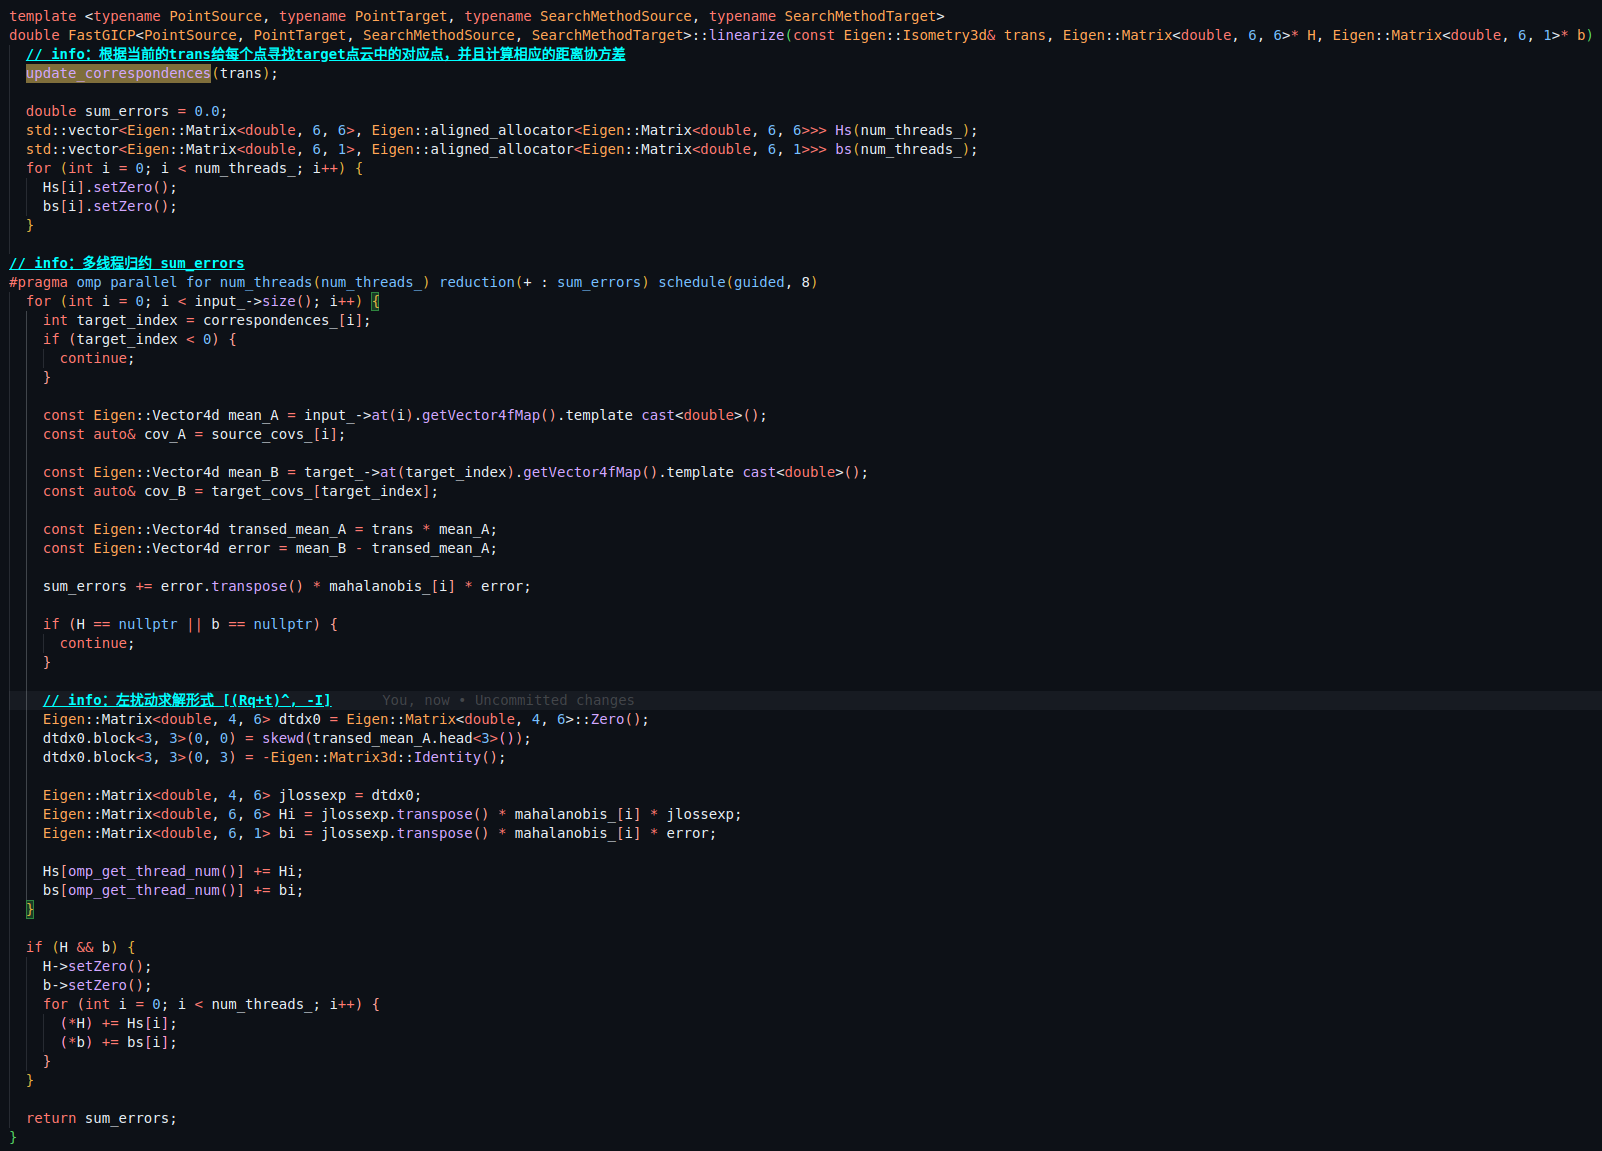 template <typename PointSource, typename PointTarget, typename SearchMethodSource, typename SearchMethodTarget>
double FastGICP<PointSource, PointTarget, SearchMethodSource, SearchMethodTarget>::linearize(const Eigen::Isometry3d& trans, Eigen::Matrix<double, 6, 6>* H, Eigen::Matrix<double, 6, 1>* b)
  // info: 根据当前的trans给每个点寻找target点云中的对应点，并且计算相应的距离协方差
  update_correspondences(trans);

  double sum_errors = 0.0;
  std::vector<Eigen::Matrix<double, 6, 6>, Eigen::aligned_allocator<Eigen::Matrix<double, 6, 6>>> Hs(num_threads_);
  std::vector<Eigen::Matrix<double, 6, 1>, Eigen::aligned_allocator<Eigen::Matrix<double, 6, 1>>> bs(num_threads_);
  for (int i = 0; i < num_threads_; i++) {
    Hs[i].setZero();
    bs[i].setZero();
  }

// info: 多线程归约 sum_errors
#pragma omp parallel for num_threads(num_threads_) reduction(+ : sum_errors) schedule(guided, 8)
  for (int i = 0; i < input_->size(); i++) {
    int target_index = correspondences_[i];
    if (target_index < 0) {
      continue;
    }

    const Eigen::Vector4d mean_A = input_->at(i).getVector4fMap().template cast<double>();
    const auto& cov_A = source_covs_[i];

    const Eigen::Vector4d mean_B = target_->at(target_index).getVector4fMap().template cast<double>();
    const auto& cov_B = target_covs_[target_index];

    const Eigen::Vector4d transed_mean_A = trans * mean_A;
    const Eigen::Vector4d error = mean_B - transed_mean_A;

    sum_errors += error.transpose() * mahalanobis_[i] * error;

    if (H == nullptr || b == nullptr) {
      continue;
    }

    // info: 左扰动求解形式 [(Rq+t)^, -I]      You, now • Uncommitted changes
    Eigen::Matrix<double, 4, 6> dtdx0 = Eigen::Matrix<double, 4, 6>::Zero();
    dtdx0.block<3, 3>(0, 0) = skewd(transed_mean_A.head<3>());
    dtdx0.block<3, 3>(0, 3) = -Eigen::Matrix3d::Identity();

    Eigen::Matrix<double, 4, 6> jlossexp = dtdx0;
    Eigen::Matrix<double, 6, 6> Hi = jlossexp.transpose() * mahalanobis_[i] * jlossexp;
    Eigen::Matrix<double, 6, 1> bi = jlossexp.transpose() * mahalanobis_[i] * error;

    Hs[omp_get_thread_num()] += Hi;
    bs[omp_get_thread_num()] += bi;
  }

  if (H && b) {
    H->setZero();
    b->setZero();
    for (int i = 0; i < num_threads_; i++) {
      (*H) += Hs[i];
      (*b) += bs[i];
    }
  }

  return sum_errors;
}